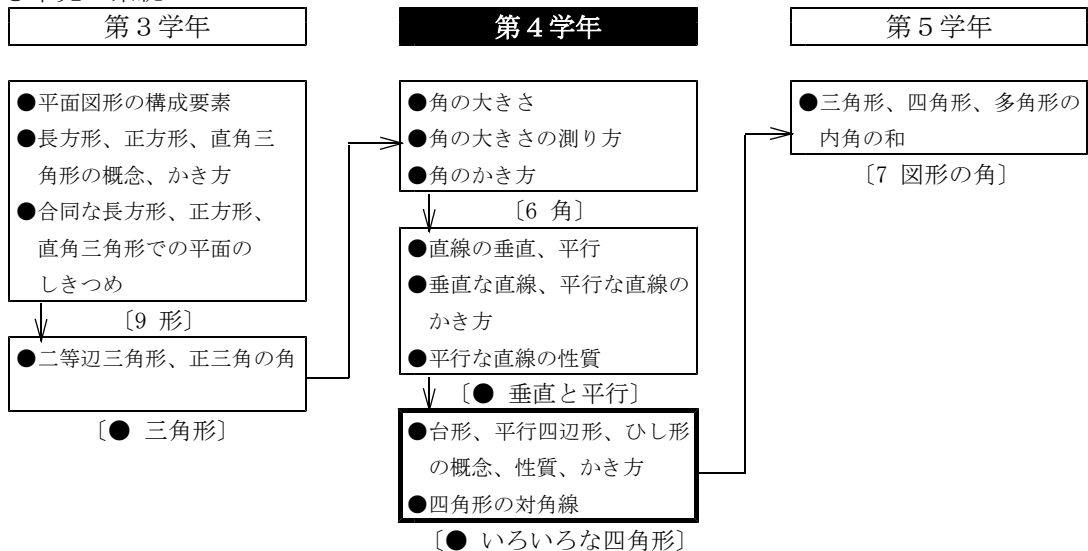 第３学年
●平面図形の構成要素
●長方形、正方形、直角三
角形の概念、かき方
●合同な長方形、正方形、
直角三角形での平面の
しきつめ
〔9 形〕
●二等辺三角形、正三角の角
〔● 三角形〕
第４学年
●角の大きさ
●角の大きさの測り方
●角のかき方
〔6 角〕
●直線の垂直、平行
●垂直な直線、平行な直線の
かき方
●平行な直線の性質
〔● 垂直と平行〕
●台形、平行四辺形、ひし形
の概念、性質、かき方
●四角形の対角線
〔● いろいろな四角形〕
第５学年
●三角形、四角形、多角形の
内角の和
〔7 図形の角〕